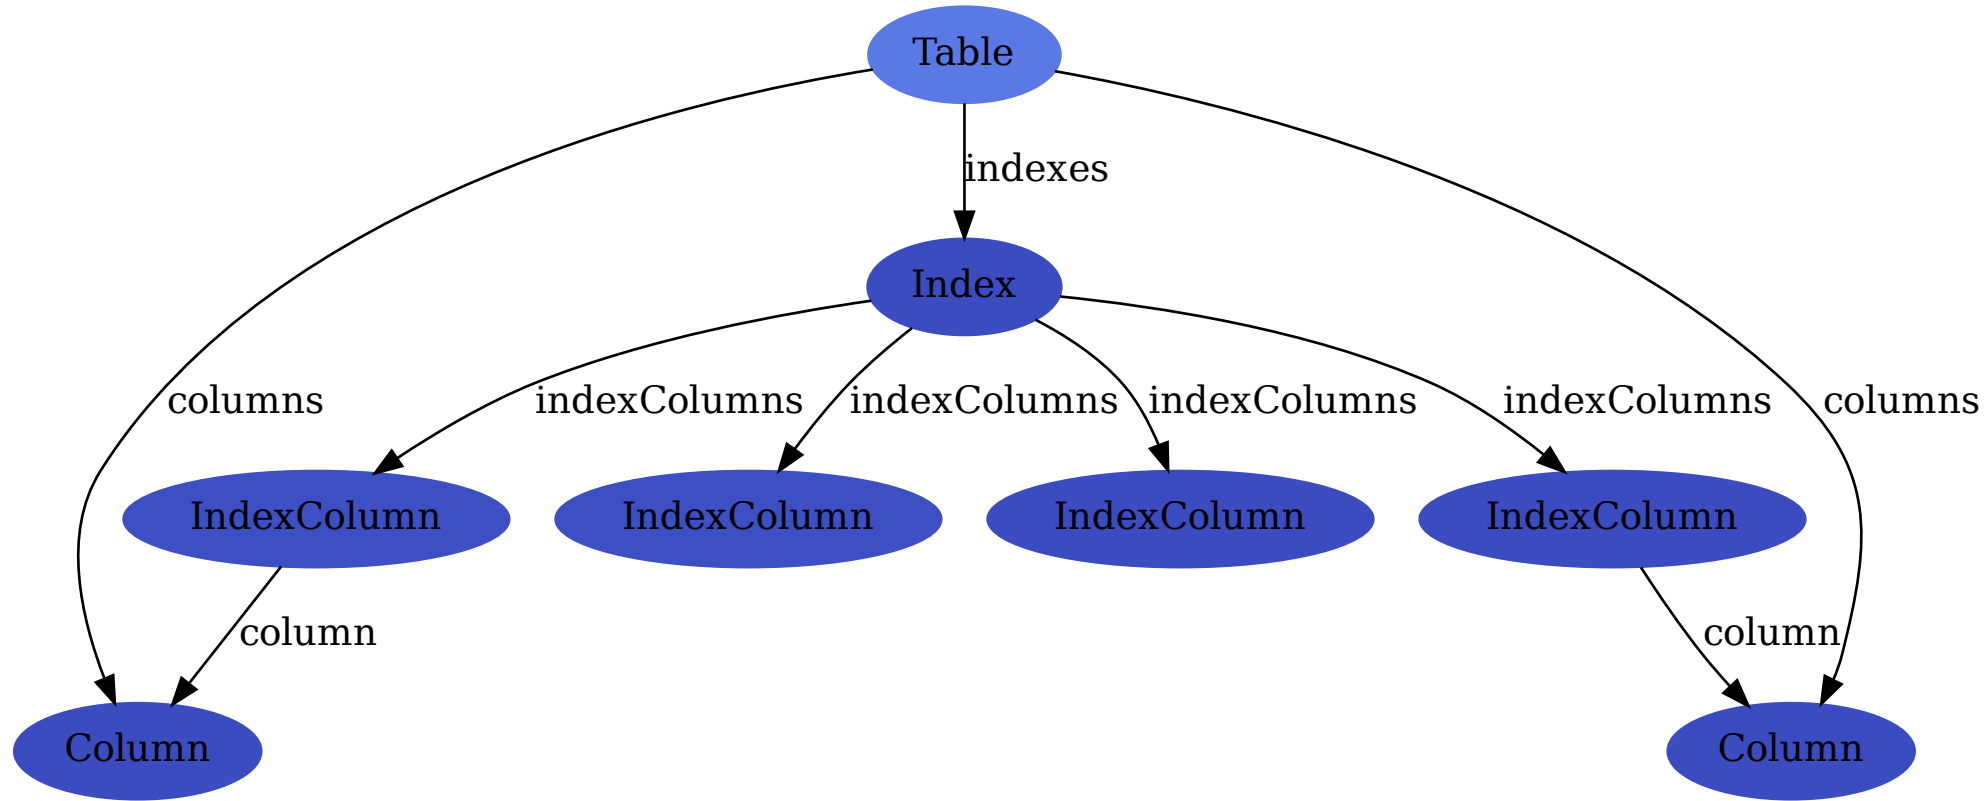 Table
indexes
Index
columns
indexColumns
indexColumns
indexColumns
indexColumns
columns
IndexColumn
IndexColumn
IndexColumn
IndexColumn
column
column
Column
Column